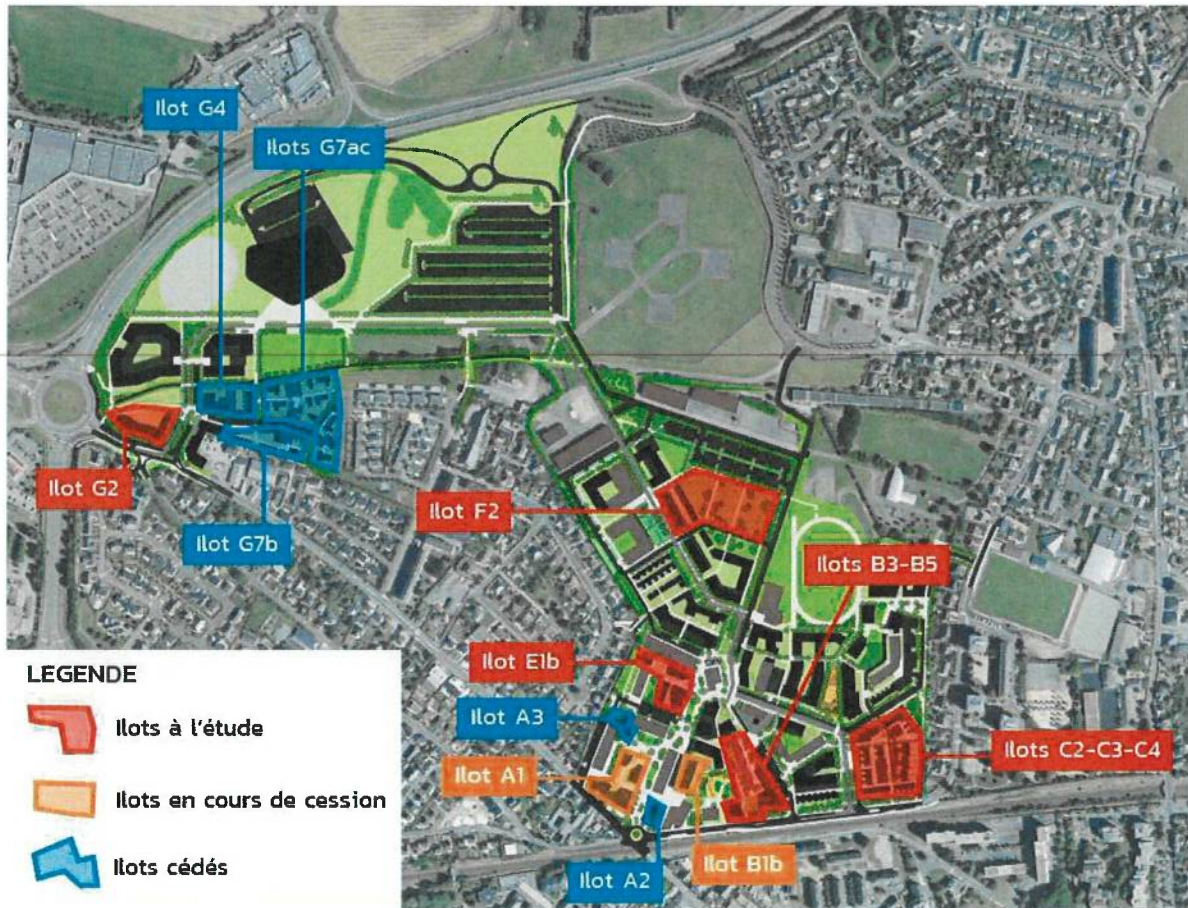 Ilot G4
Ilots G7ac
Ilot G2
Ilot G7b
Ilot F2
Ilots B3-B5
Ilot E1b
Ilot A3
Ilot A1
Ilots C2-C3-C4
Ilot B1b
Ilot A2
LEGENDE
Ilots à l'étude
Ilots en cours de cession
Ilots cédés